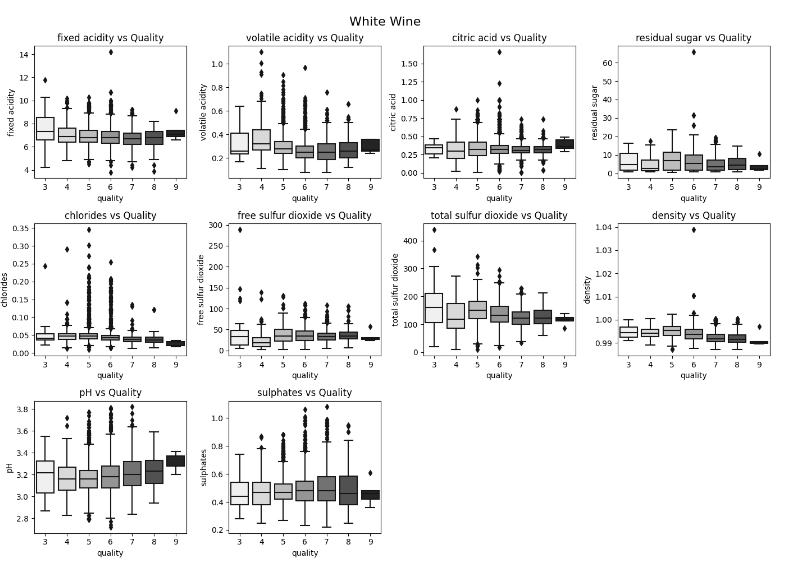 White Wine
fixed acidity vs Quality
14
12
10
8
6
4
fixed acidity
3 4 5 6 7 8 9
quality
volatile acidity vs Quality
1.0
0.8
0.6
0.4
0.2
volatile acidity
3 4 5 6 7 8 9
quality
citric acid vs Quality
1.50
1.25
1.00
0.75
0.50
0.25
0.00
citric acid
3 4 5 6 7 8 9
quality
residual sugar vs Quality
60
50
40
30
20
10
0
residual sugar
3 4 5 6 7 8 9
quality
chlorides vs Quality
0.35
0.30
0.25
0.20
0.15
0.10
0.05
0.00
chlorides
3 4 5 6 7 8 9
quality
free sulfur dioxide vs Quality
300
250
200
150
100
50
0
free sulfur dioxide
3 4 5 6 7 8 9
quality
total sulfur dioxide vs Quality
400
300
200
100
0
total sulfur dioxide
3 4 5 6 7 8 9
quality
density vs Quality
1.04
1.03
1.02
1.01
1.00
0.99
density
3 4 5 6 7 8 9
quality
pH vs Quality
3.8
3.6
3.4
3.2
3.0
2.8
pH
3 4 5 6 7 8 9
quality
sulphates vs Quality
1.0
0.8
0.6
0.4
0.2
sulphates
3 4 5 6 7 8 9
quality